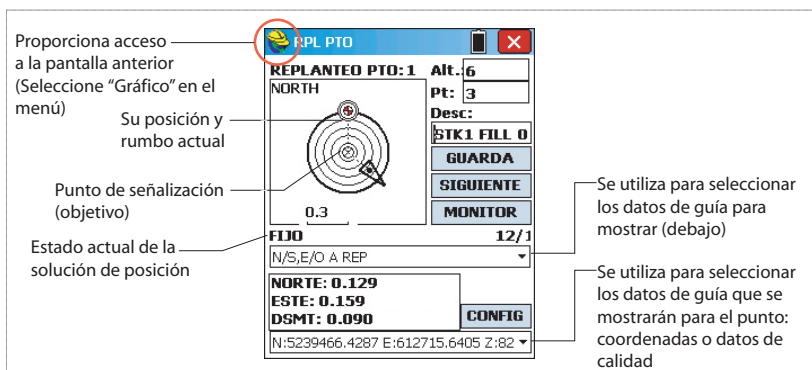 Proporciona acceso
a la pantalla anterior
(Seleccione “Gráfico” en el
menú)
Su posición y
rumbo actual
Punto de señalización
(objetivo)
Estado actual de la
solución de posición
RPL PTO
REPLANTEO PTO: 1
Alt.: 6
NORTH
Pt: 3
Desc:
STK1 FILL 0
GUARDA
SIGUIENTE
MONITOR
0.3
FIJO
12/1
N/S,E/O A REP
NORTE: 0.129
ESTE: 0.159
DSMT: 0.090
CONFIG
N:5239466.4287 E:612715.6405 Z:82
Se utiliza para seleccionar
los datos de guía para
mostrar (debajo)
Se utiliza para seleccionar
los datos de guía que se
mostrarán para el punto:
coordenadas o datos de
calidad